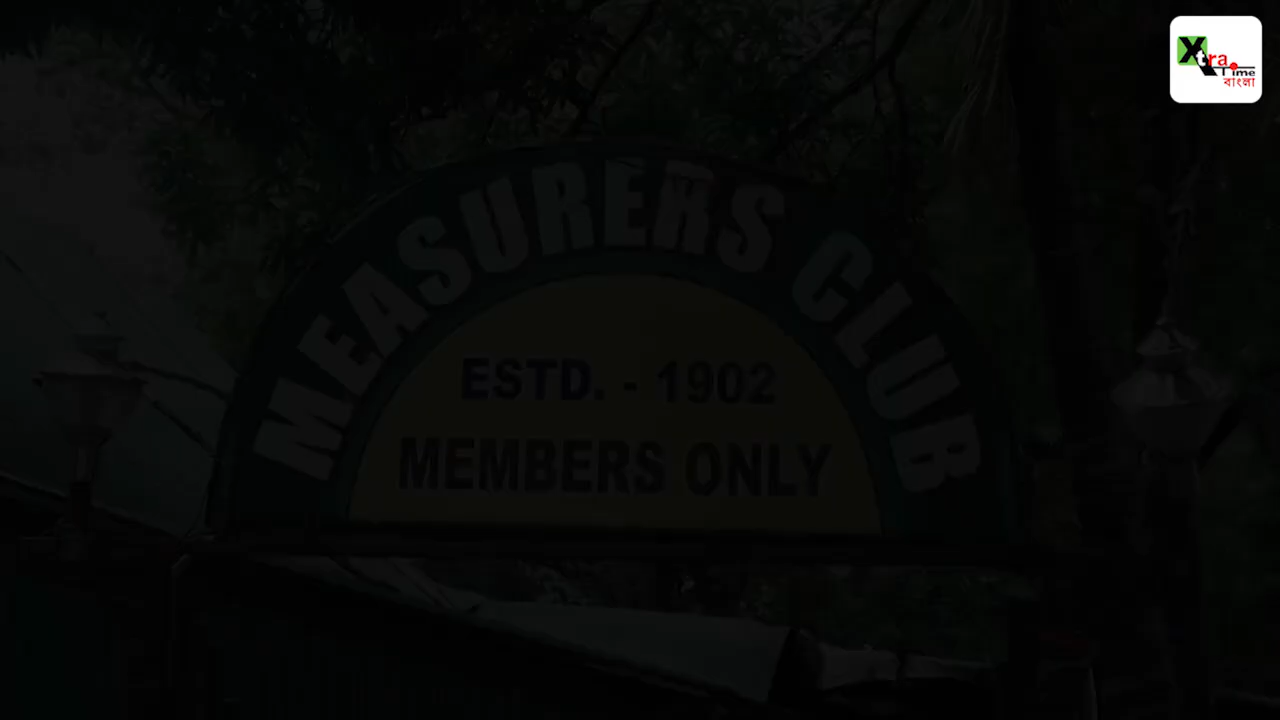 Xtra
Time
বাংলা
MEASURERS CLUB
ESTD. - 1902
MEMBERS ONLY